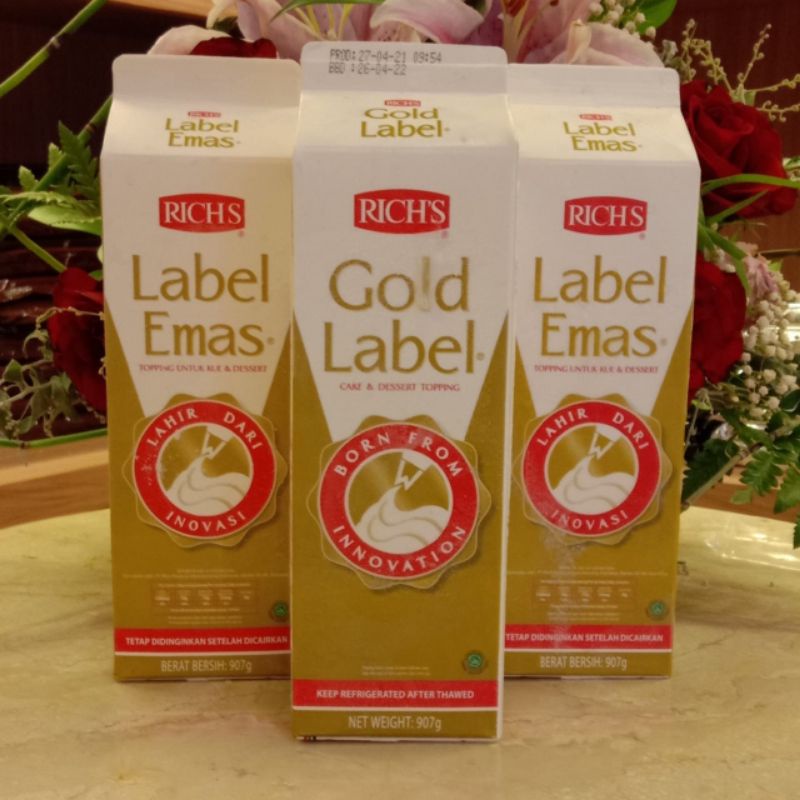 RICH'S
Label
Emas
RICH'S
Label
Emas
TOPPING UNTUK KUE & DESSERT
LAHIR DARI
INOVASI
TETAP DIDINGINKAN SETELAH DICAIRKAN
BERAT BERSIH: 907g
PROD: 27-04-21 09:54
BBD : 26-04-22
RICH'S
Gold
Label
RICH'S
Gold
Label
CAKE & DESSERT TOPPING
BORN FROM
INNOVATION
KEEP REFRIGERATED AFTER THAWED
NET WEIGHT: 907g
RICH'S
Label
Emas
RICH'S
Label
Emas
TOPPING UNTUK KUE & DESSERT
LAHIR DARI
INOVASI
TETAP DIDINGINKAN SETELAH DICAIRKAN
BERAT BERSIH: 907g